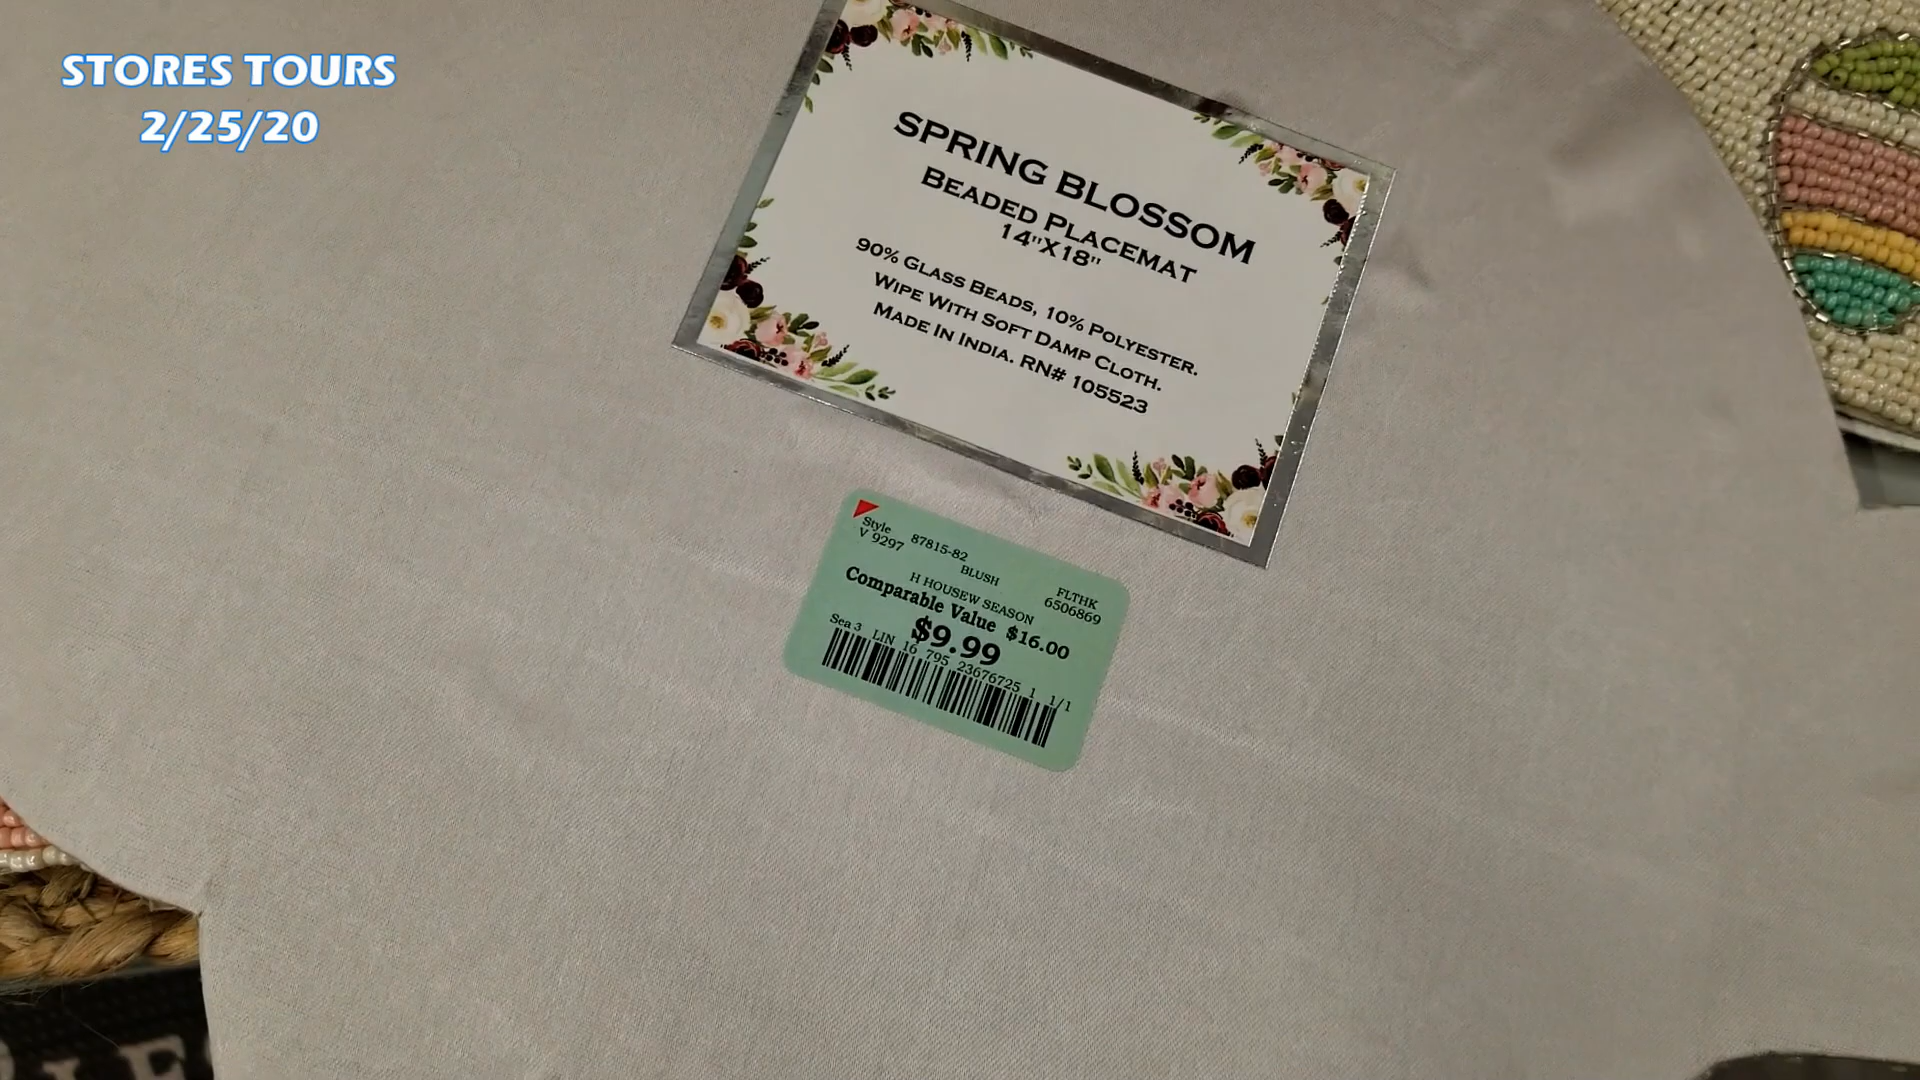 STORES TOURS
2/25/20
SPRING BLOSSOM
BEADED PLACEMAT
14"X18"
90% GLASS BEADS, 10% POLYESTER.
WIPE WITH SOFT DAMP CLOTH.
MADE IN INDIA. RN# 105523
Style 87815-82
V 9297 BLUSH FLTHK
H HOUSEW SEASON 6506869
Comparable Value $16.00
$9.99
Sea 3 LIN 16 795 23676725 1 1/1